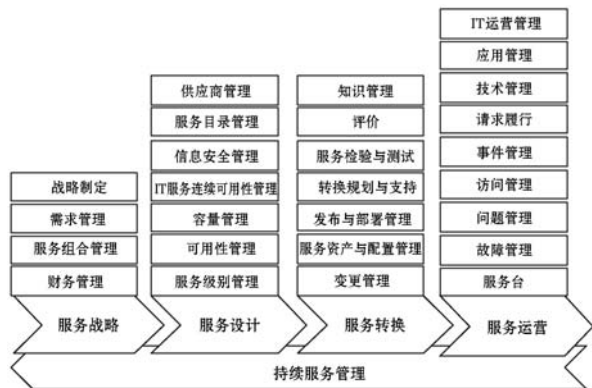 战略制定
需求管理
服务组合管理
财务管理
服务战略
供应商管理
服务目录管理
信息安全管理
IT服务连续可用性管理
容量管理
可用性管理
服务级别管理
服务设计
知识管理
评价
服务检验与测试
转换规划与支持
发布与部署管理
服务资产与配置管理
变更管理
服务转换
IT运营管理
应用管理
技术管理
请求履行
事件管理
访问管理
问题管理
故障管理
服务台
服务运营
持续服务管理